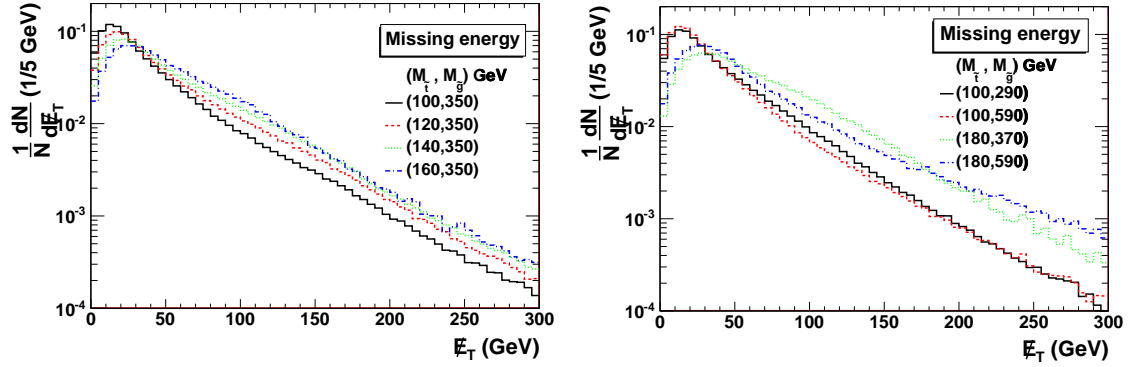 Missing energy
(M_t̃ , M_g̃) GeV
(100,350)
(120,350)
(140,350)
(160,350)
1/N dN/dE̸_T (1/5 GeV)
10^-1
10^-2
10^-3
10^-4
0 50 100 150 200 250 300
E̸_T (GeV)
Missing energy
(M_t̃ , M_g̃) GeV
(100,290)
(100,590)
(180,370)
(180,590)
1/N dN/dE̸_T (1/5 GeV)
10^-1
10^-2
10^-3
10^-4
0 50 100 150 200 250 300
E̸_T (GeV)